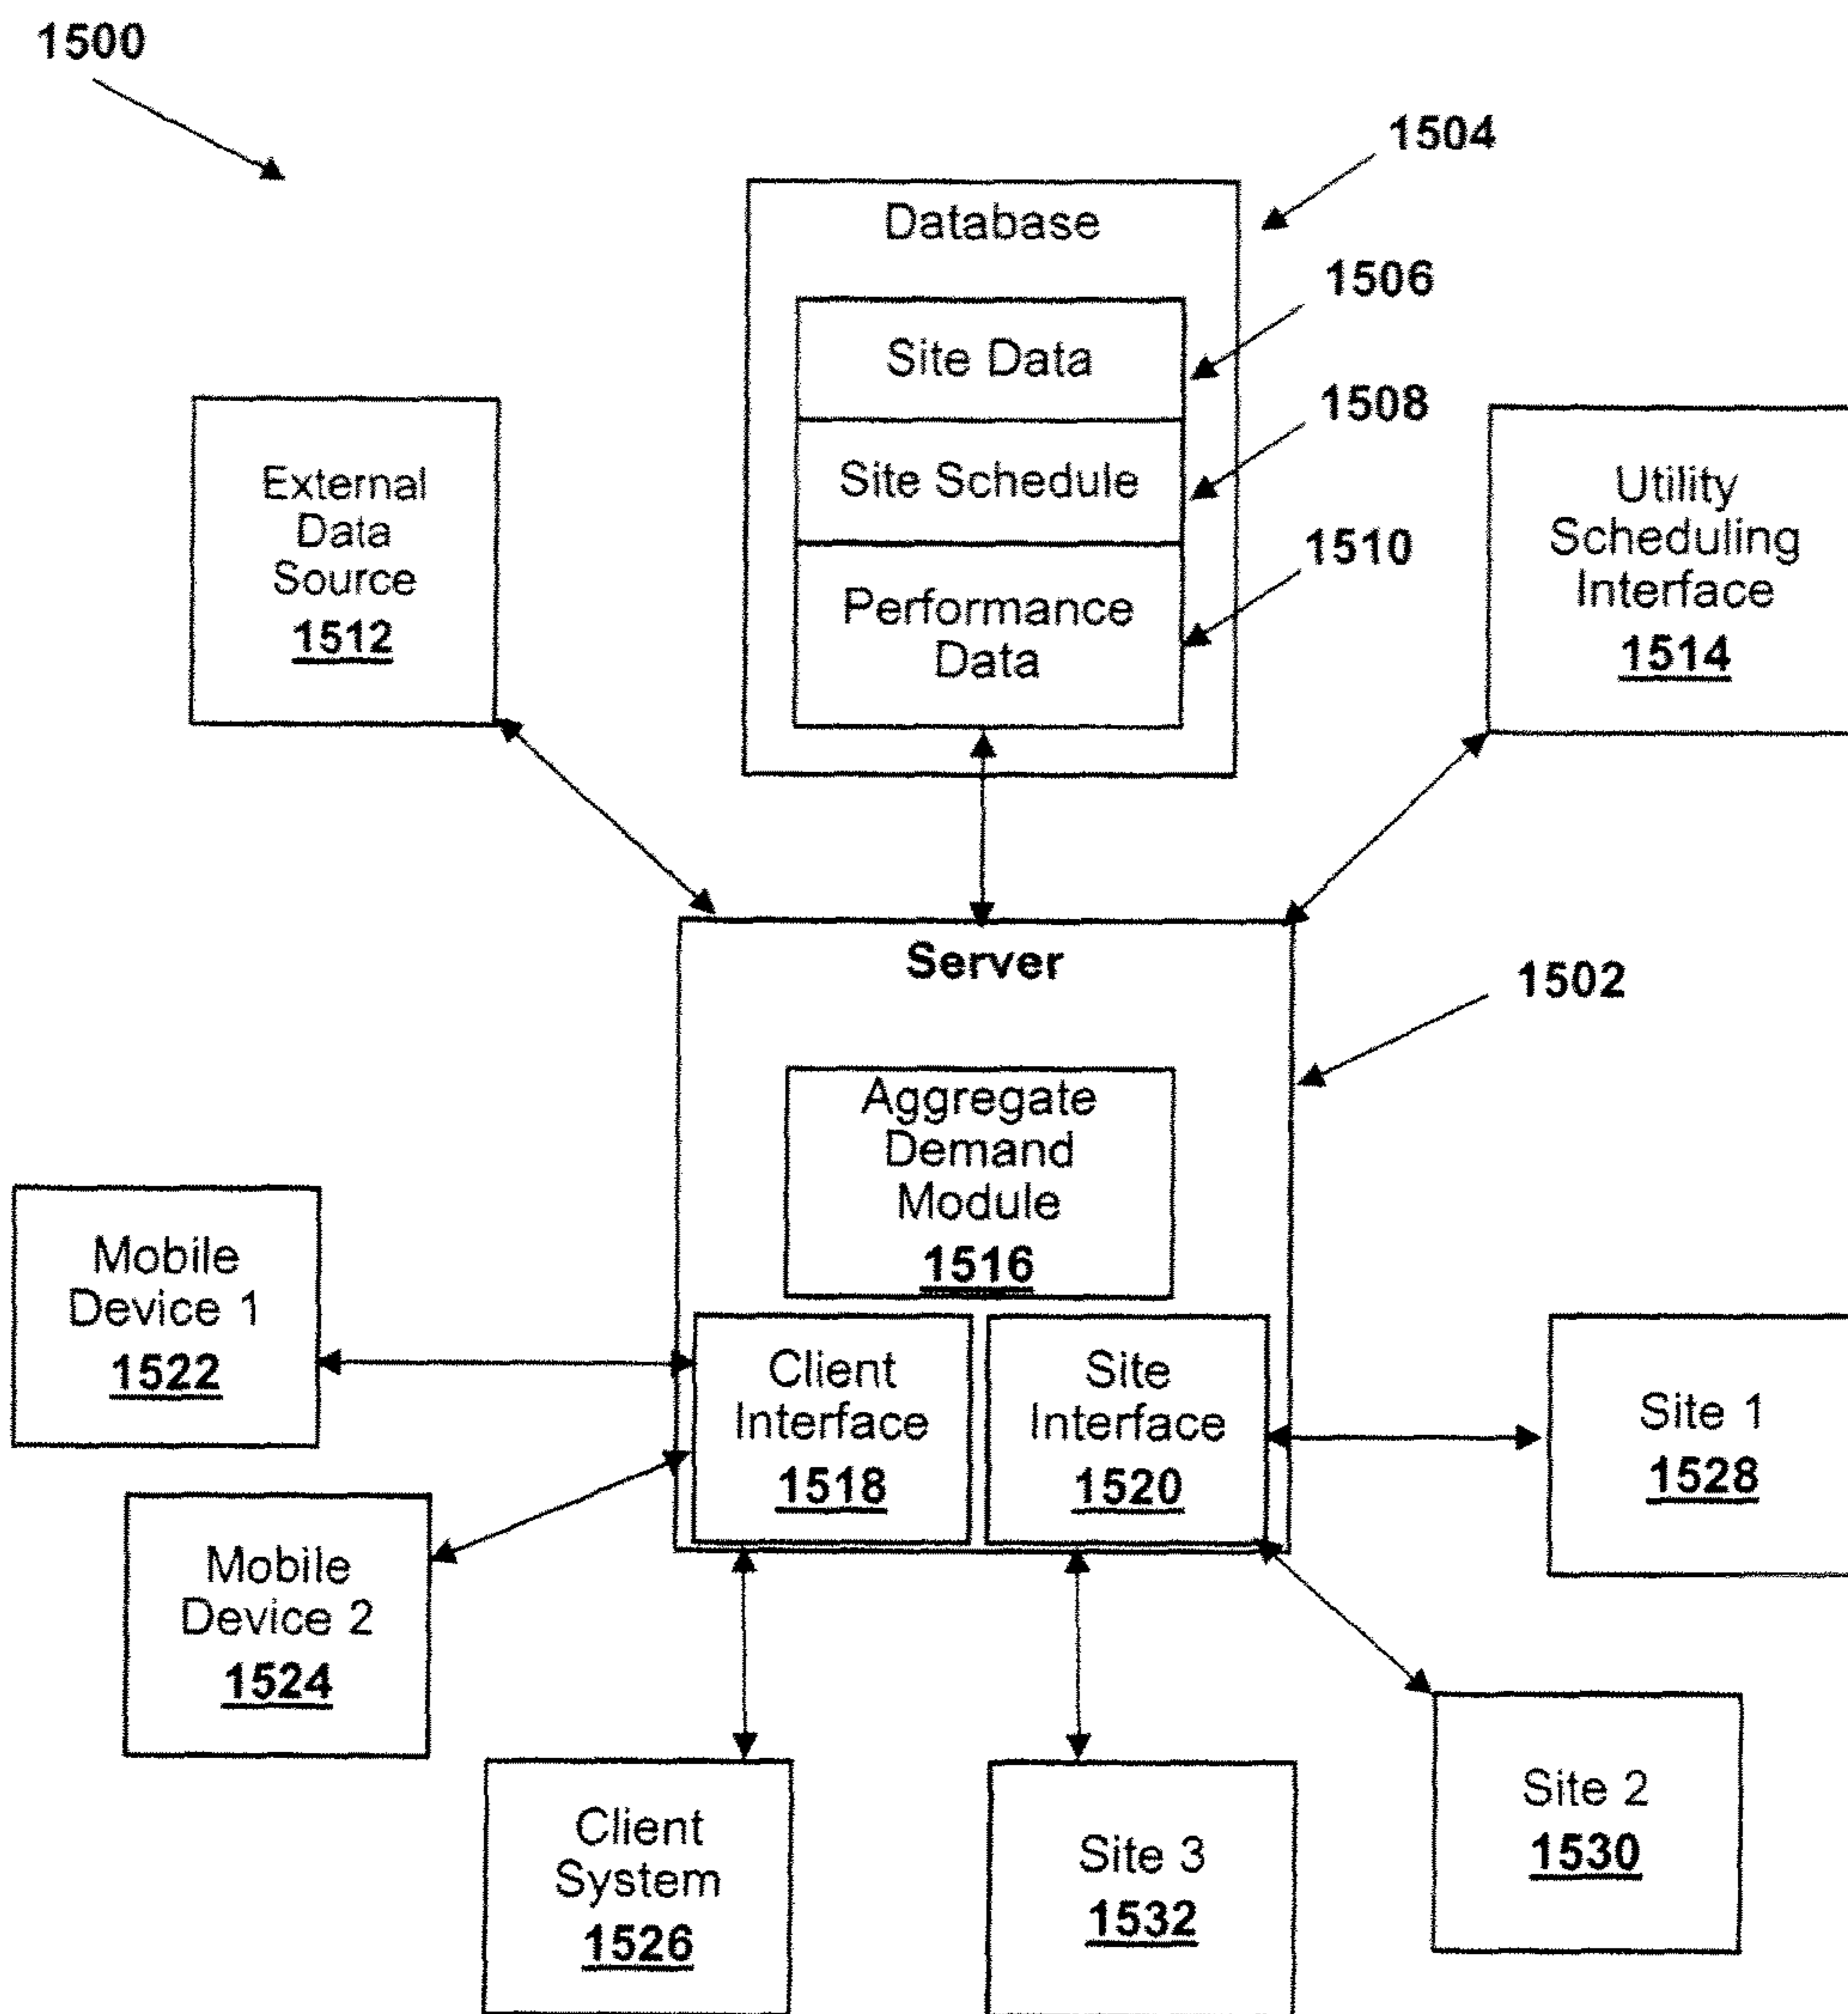 1500
1504
Database
1506
Site Data
1508
Site Schedule
1510
Performance
Data
External
Data
Source
1512
Utility
Scheduling
Interface
1514
Server
1502
Aggregate
Demand
Module
1516
Mobile
Device 1
1522
Client
Interface
1518
Site
Interface
1520
Site 1
1528
Mobile
Device 2
1524
Client
System
1526
Site 3
1532
Site 2
1530